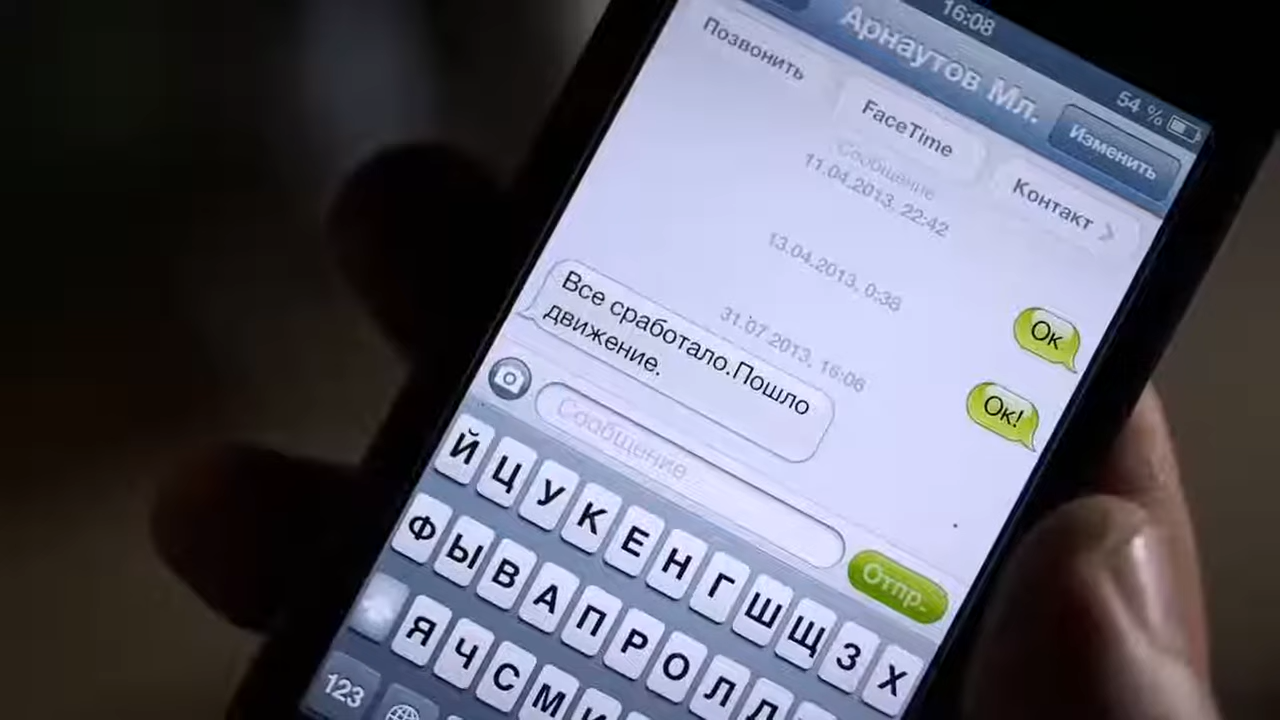 16:08
54 %
Арнаутов Мл.
Изменить
Позвонить
FaceTime
Контакт
Сообщение
11.04.2013, 22:42
Ок
13.04.2013, 0:38
Ок!
31.07.2013, 16:06
Все сработало.Пошло
движение.
Сообщение
Отпр.
Й Ц У К Е Н Г Ш Щ З Х
Ф Ы В А П Р О Л Д
Я Ч С М И
123